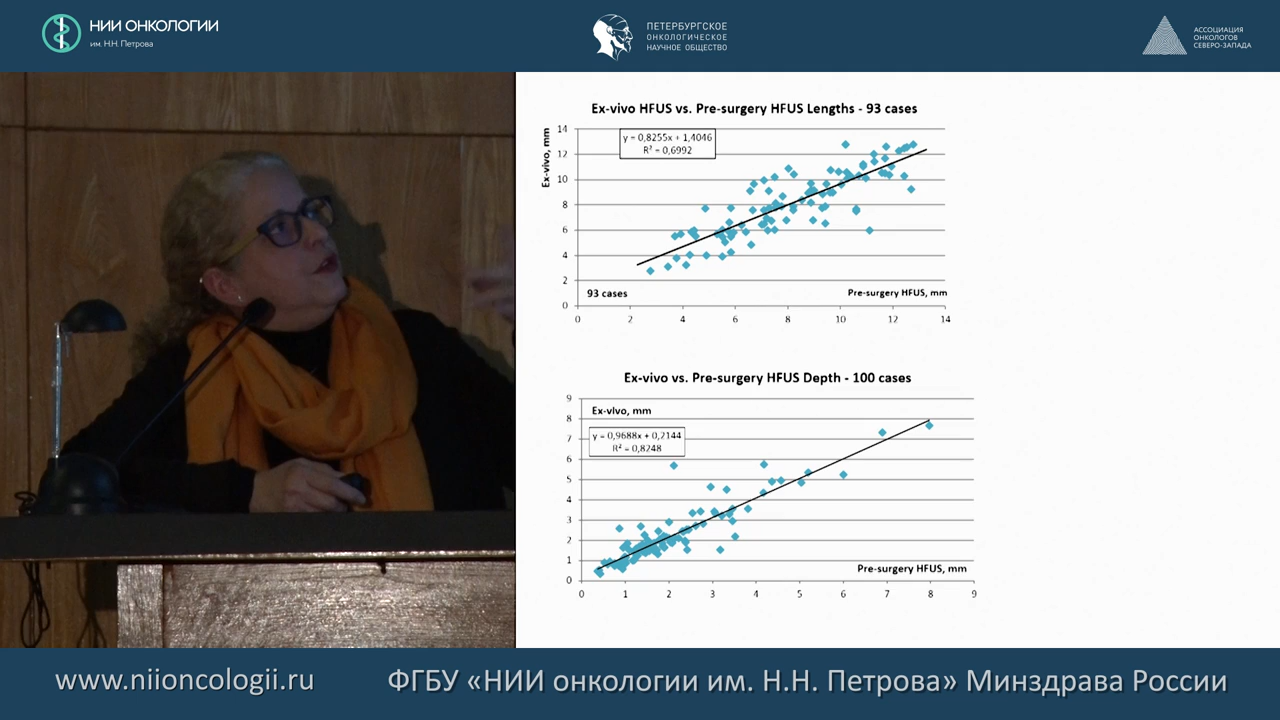 НИИ ОНКОЛОГИИ
им. Н.Н. Петрова
ПЕТЕРБУРГСКОЕ
ОНКОЛОГИЧЕСКОЕ
НАУЧНОЕ ОБЩЕСТВО
АССОЦИАЦИЯ
ОНКОЛОГОВ
СЕВЕРО-ЗАПАДА
Ex-vivo HFUS vs. Pre-surgery HFUS Lengths - 93 cases
Ex-vivo, mm
14
12
10
8
6
4
2
0
y = 0,8255x + 1,4046
R² = 0,6992
93 cases
Pre-surgery HFUS, mm
0 2 4 6 8 10 12 14
Ex-vivo vs. Pre-surgery HFUS Depth - 100 cases
9
8
7
6
5
4
3
2
1
0
Ex-vivo, mm
y = 0,9688x + 0,2144
R² = 0,8248
Pre-surgery HFUS, mm
0 1 2 3 4 5 6 7 8 9
www.niioncologii.ru
ФГБУ «НИИ онкологии им. Н.Н. Петрова» Минздрава России